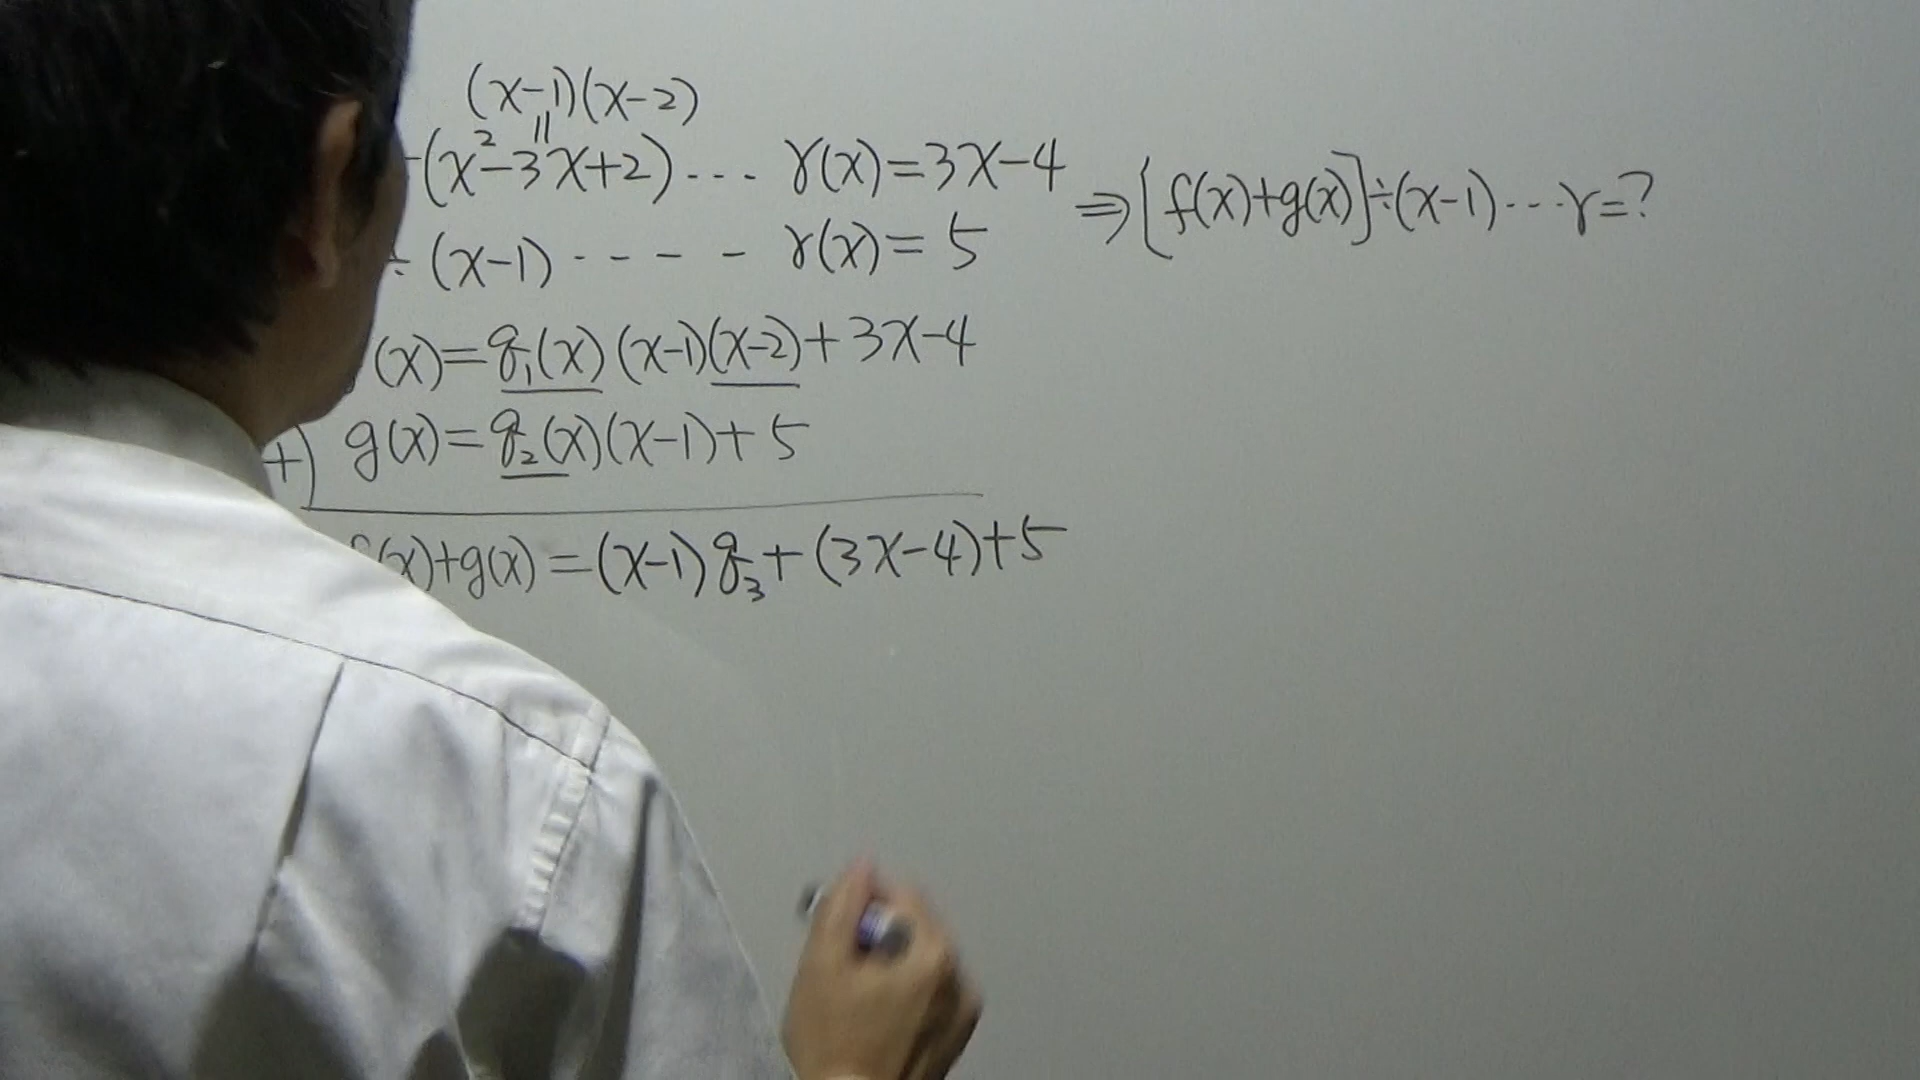 (x-1)(x-2)
(x²-3x+2)... r(x)=3x-4
⇒[f(x)+g(x)]÷(x-1)...r=?
÷(x-1)----- r(x)=5
(x)=q₁(x)(x-1)(x-2)+3x-4
+) g(x)=q₂(x)(x-1)+5
f(x)+g(x)=(x-1)q₃+(3x-4)+5